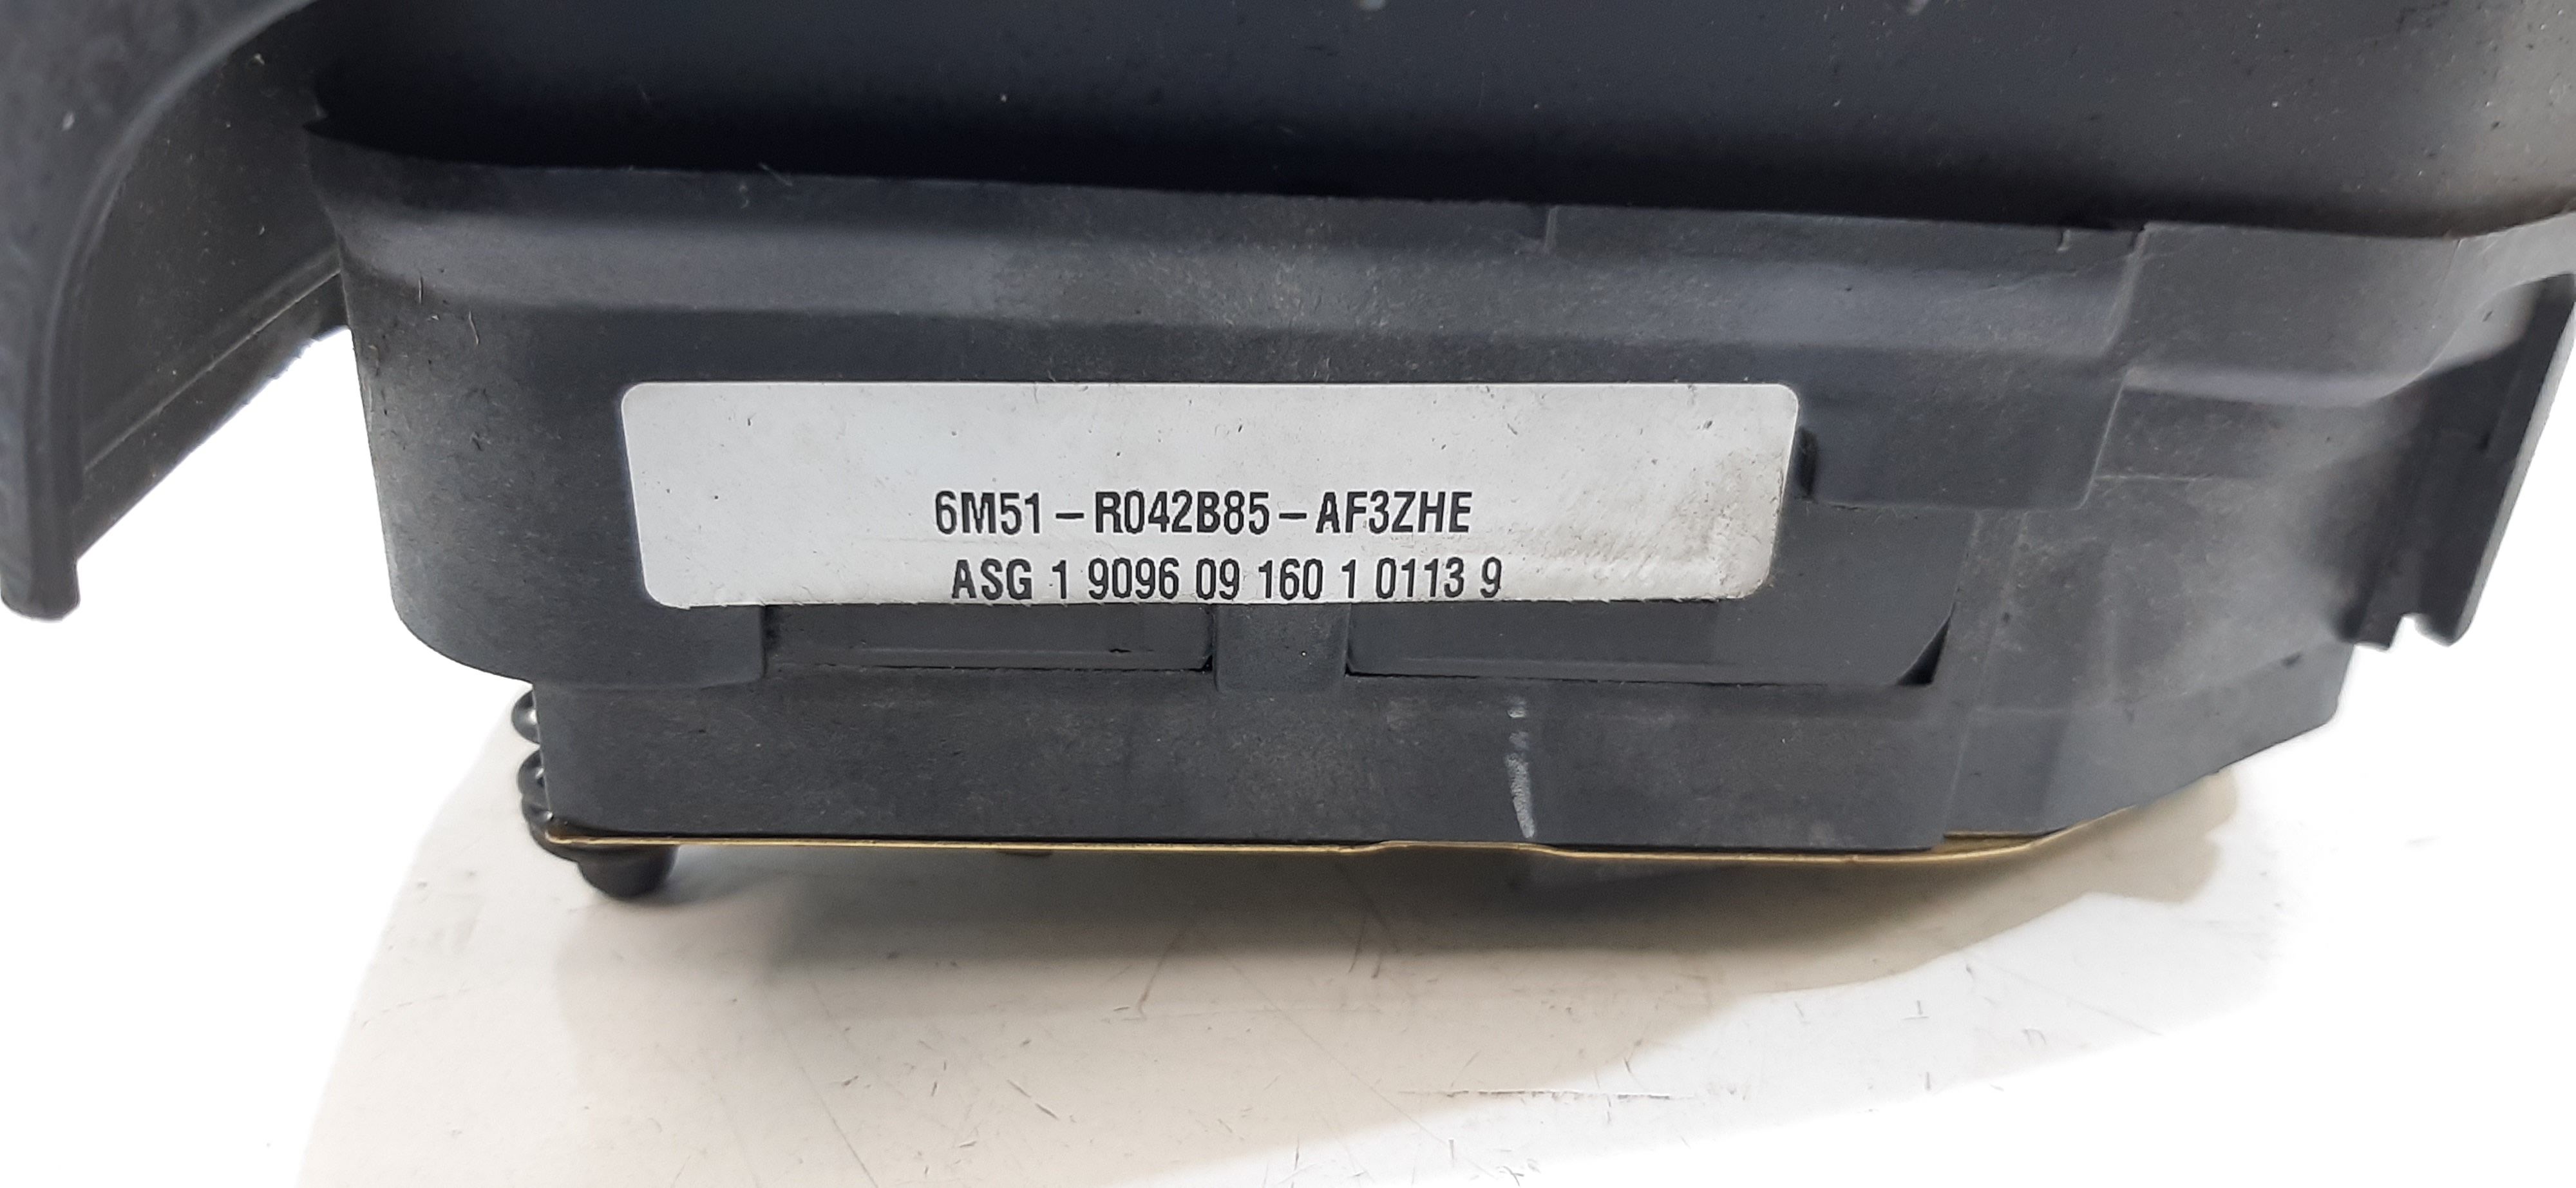 6M51-R042B85-AF3ZHE
ASG 1 9096 09 160 1 0113 9